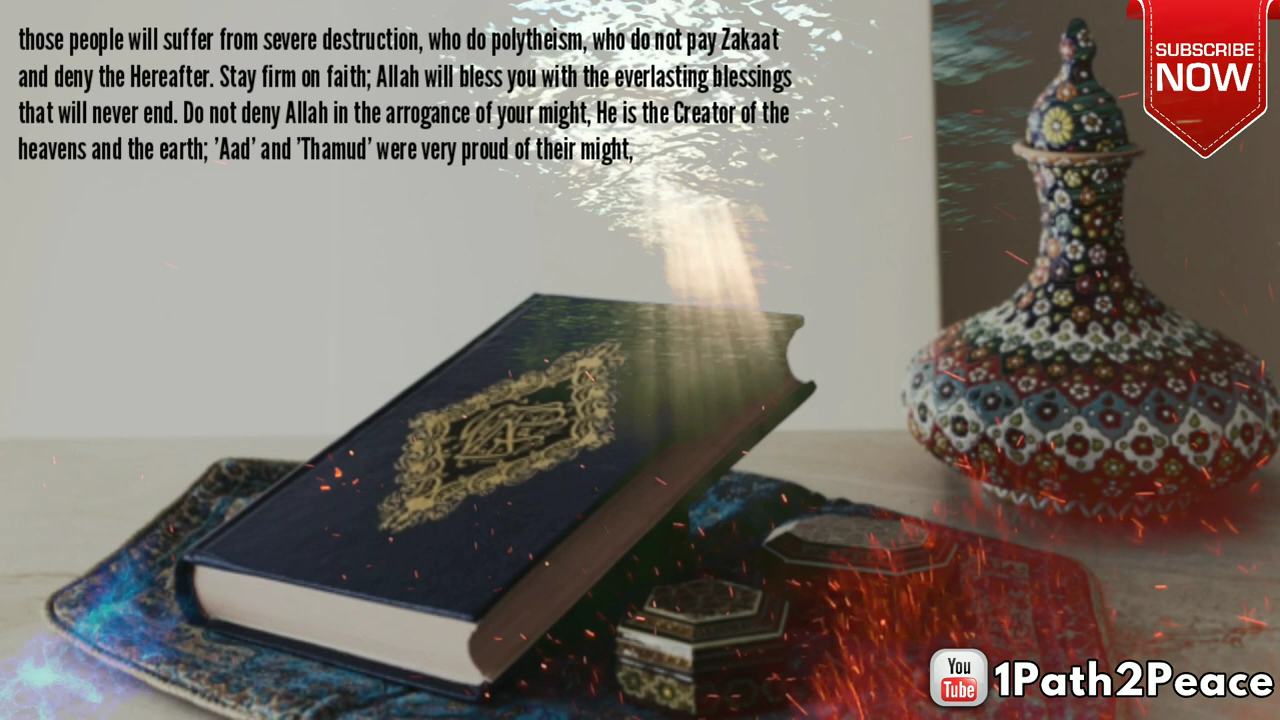 those people will suffer from severe destruction, who do polytheism, who do not pay Zakaat
and deny the Hereafter. Stay firm on faith; Allah will bless you with the everlasting blessings
that will never end. Do not deny Allah in the arrogance of your might, He is the Creator of the
heavens and the earth; 'Aad' and 'Thamud' were very proud of their might,
SUBSCRIBE
NOW
You
Tube
1Path2Peace